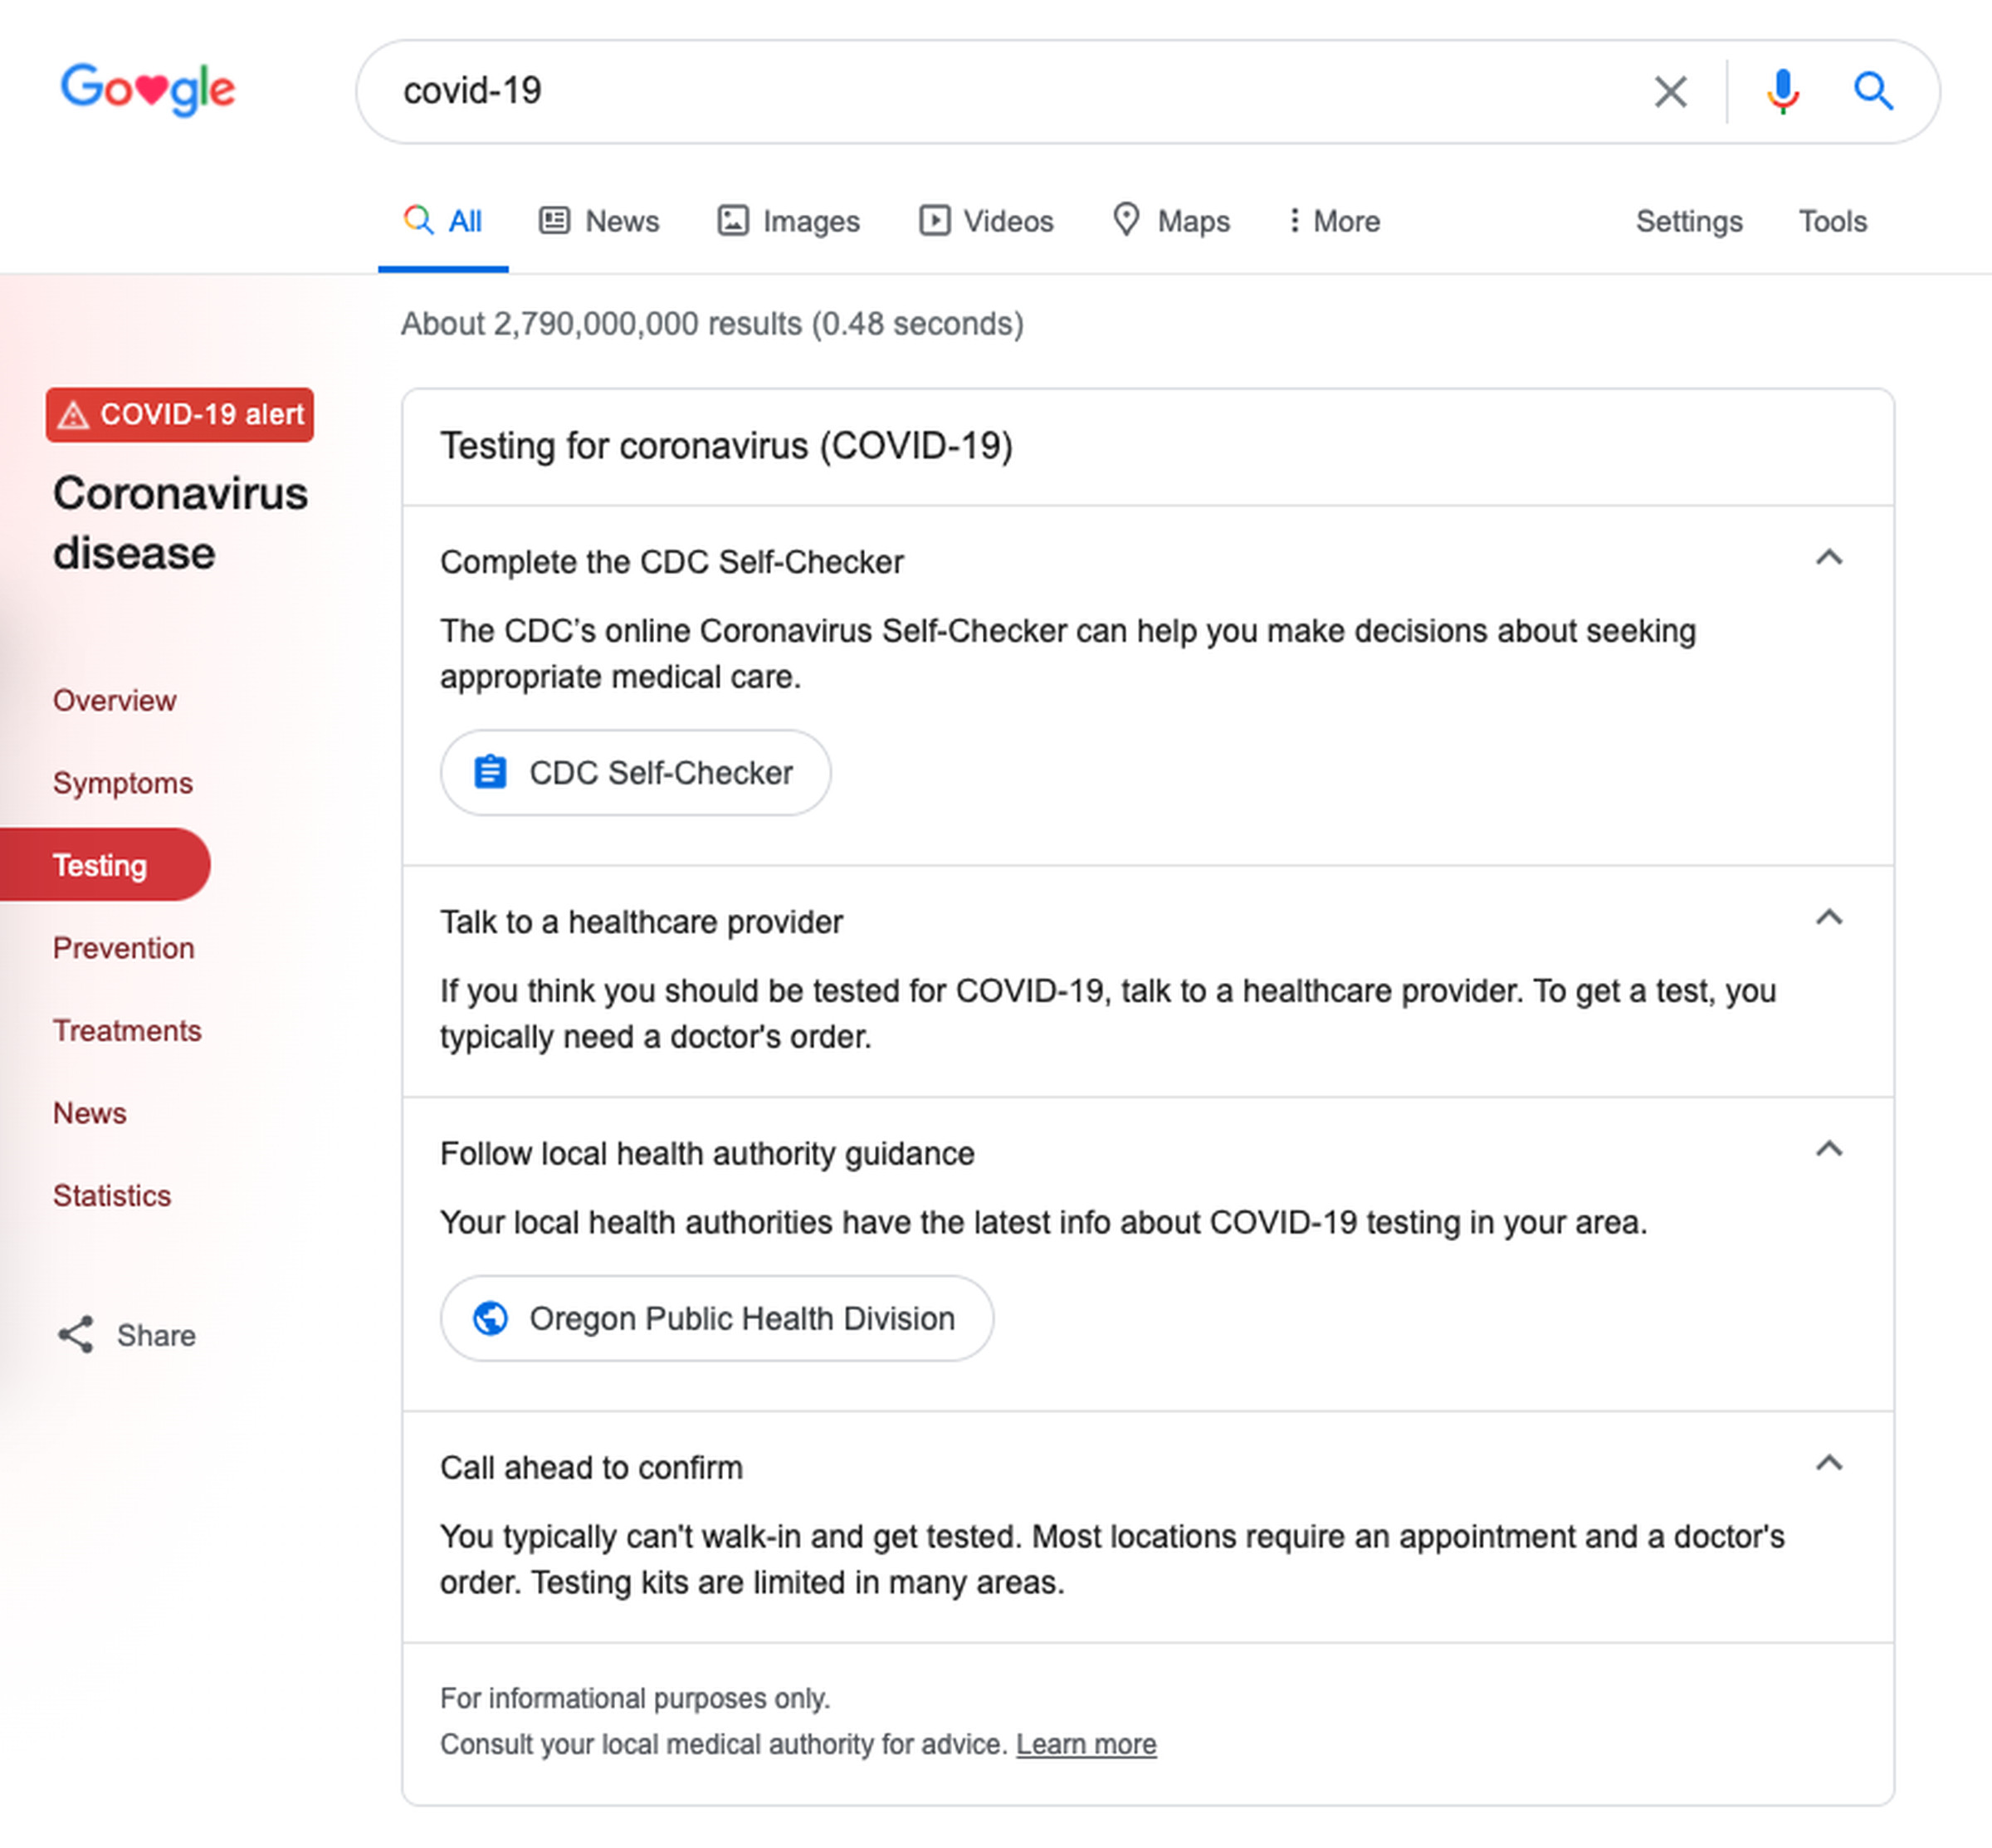 Google
covid-19
All News Images Videos Maps More Settings Tools
About 2,790,000,000 results (0.48 seconds)
COVID-19 alert
Coronavirus
disease
Overview
Symptoms
Testing
Prevention
Treatments
News
Statistics
Share
Testing for coronavirus (COVID-19)
Complete the CDC Self-Checker
The CDC’s online Coronavirus Self-Checker can help you make decisions about seeking
appropriate medical care.
CDC Self-Checker
Talk to a healthcare provider
If you think you should be tested for COVID-19, talk to a healthcare provider. To get a test, you
typically need a doctor's order.
Follow local health authority guidance
Your local health authorities have the latest info about COVID-19 testing in your area.
Oregon Public Health Division
Call ahead to confirm
You typically can't walk-in and get tested. Most locations require an appointment and a doctor's
order. Testing kits are limited in many areas.
For informational purposes only.
Consult your local medical authority for advice. Learn more